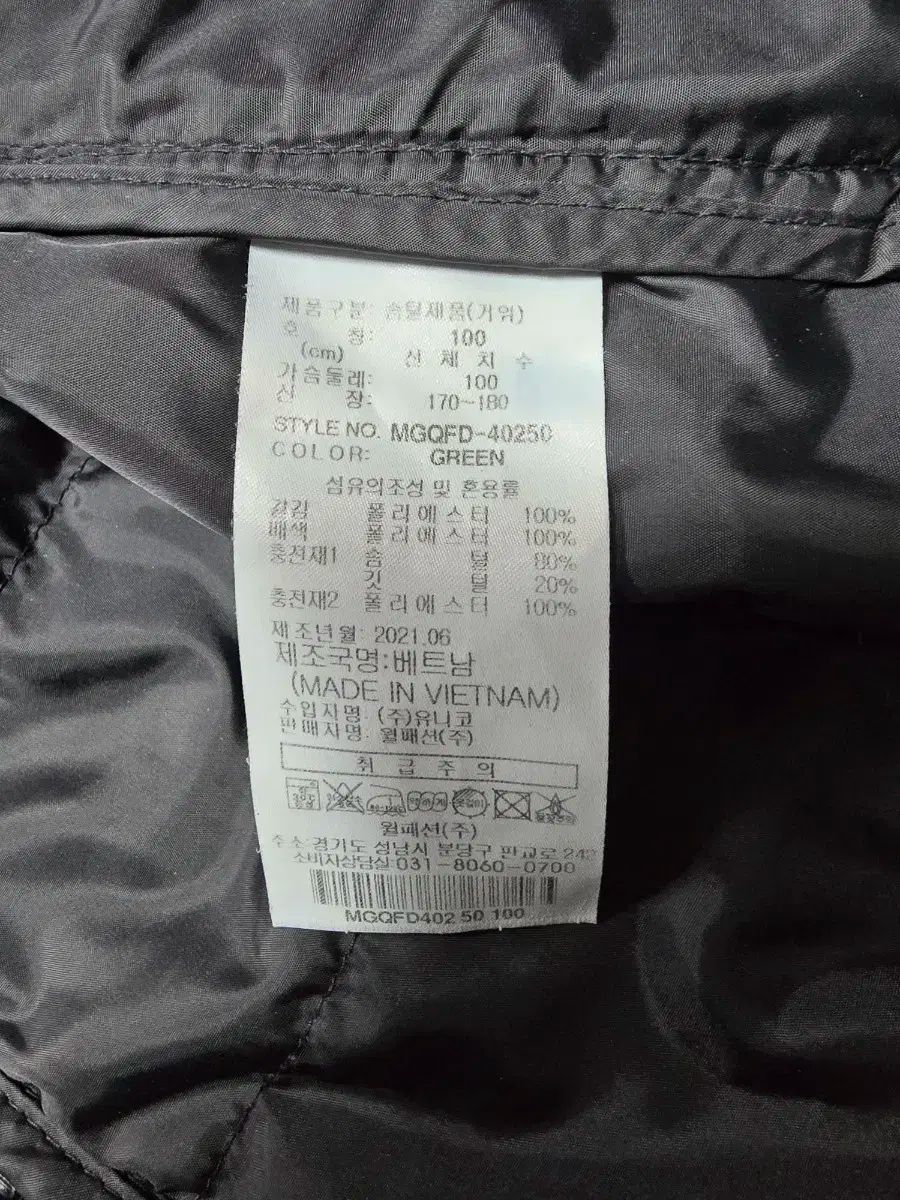 제품구분: 솜털제품(거위)
호 칭: 100
(cm) 신 체 치 수
가슴둘레: 100
신 장: 170~180
STYLE NO. MGQFD-40250
COLOR: GREEN
섬유의조성 및 혼용률
겉감 폴리에스터 100%
배색 폴리에스터 100%
충전재1 솜 털 80%
깃 털 20%
충전재2 폴리에스터 100%
제조년월: 2021.06
제조국명:베트남
(MADE IN VIETNAM)
수입자명: (주)유니코
판매자명: 월패션(주)
취 급 주 의
약하게 옷걸이
월패션(주)
주소:경기도 성남시 분당구 판교로 242
소비자상담실:031-8060-0700
MGQFD402 50 100